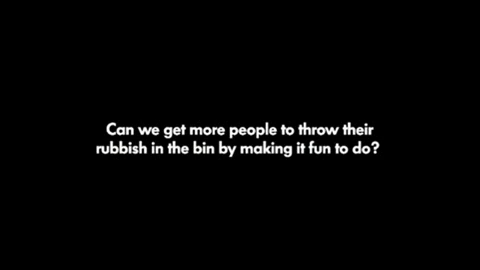 Can we get more people to throw their
rubbish in the bin by making it fun to do?